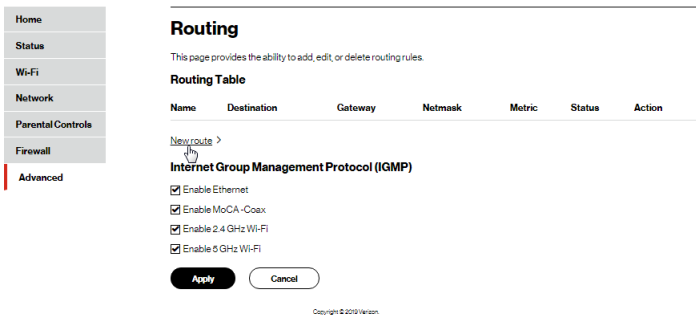 Home
Status
Wi-Fi
Network
Parental Controls
Firewall
Advanced
Routing
This page provides the ability to add, edit, or delete routing rules.
Routing Table
Name Destination Gateway Netmask Metric Status Action
New route >
Internet Group Management Protocol (IGMP)
Enable Ethernet
Enable MoCA-Coax
Enable 2.4 GHz Wi-Fi
Enable 5 GHz Wi-Fi
Apply Cancel
Copyright © 2019 Verizon.